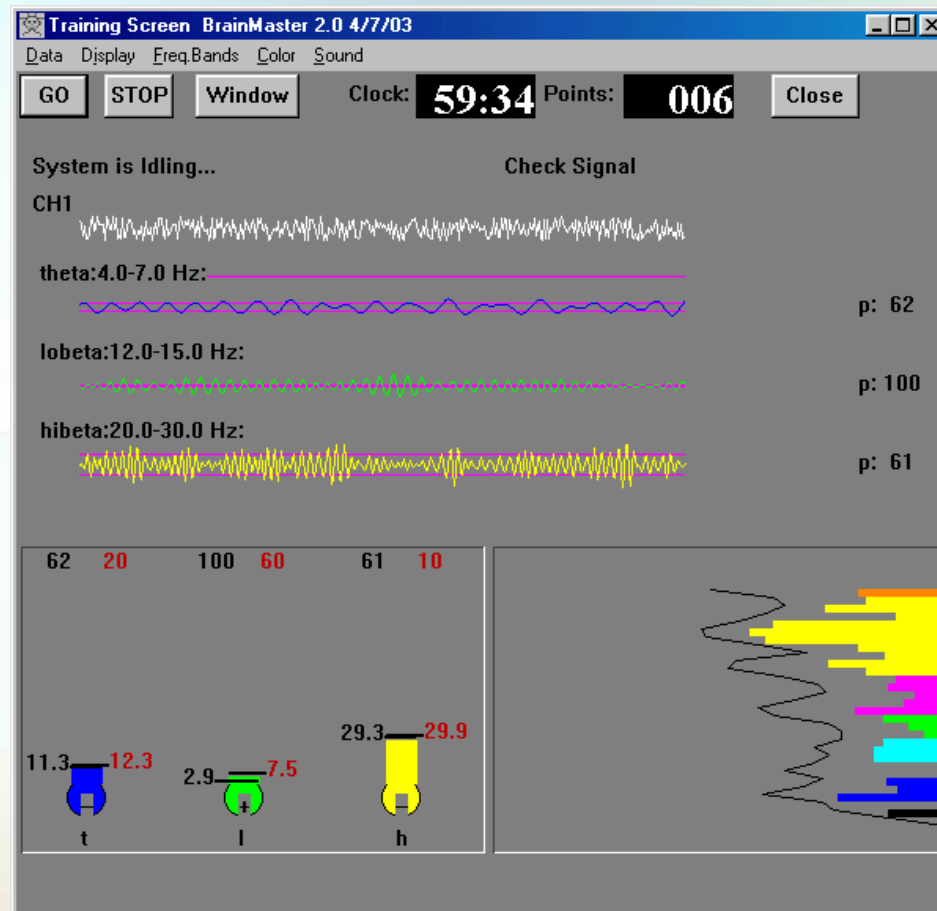 Training Screen BrainMaster 2.0 4/7/03
Data Display Freq.Bands Color Sound
GO STOP Window Clock: 59:34 Points: 006 Close
System is Idling... Check Signal
CH1
theta:4.0-7.0 Hz:
p: 62
lobeta:12.0-15.0 Hz:
p: 100
hibeta:20.0-30.0 Hz:
p: 61
62 20 100 60 61 10
29.3 29.9
11.3 12.3 2.9 7.5
t l h